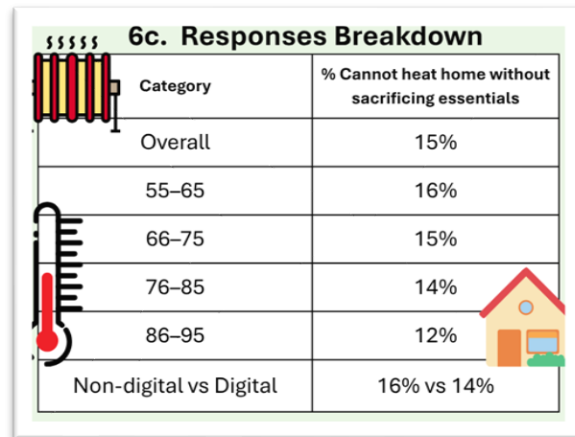 6c. Responses Breakdown
Category
% Cannot heat home without
sacrificing essentials
Overall
15%
55–65
16%
66–75
15%
76–85
14%
86–95
12%
Non-digital vs Digital
16% vs 14%